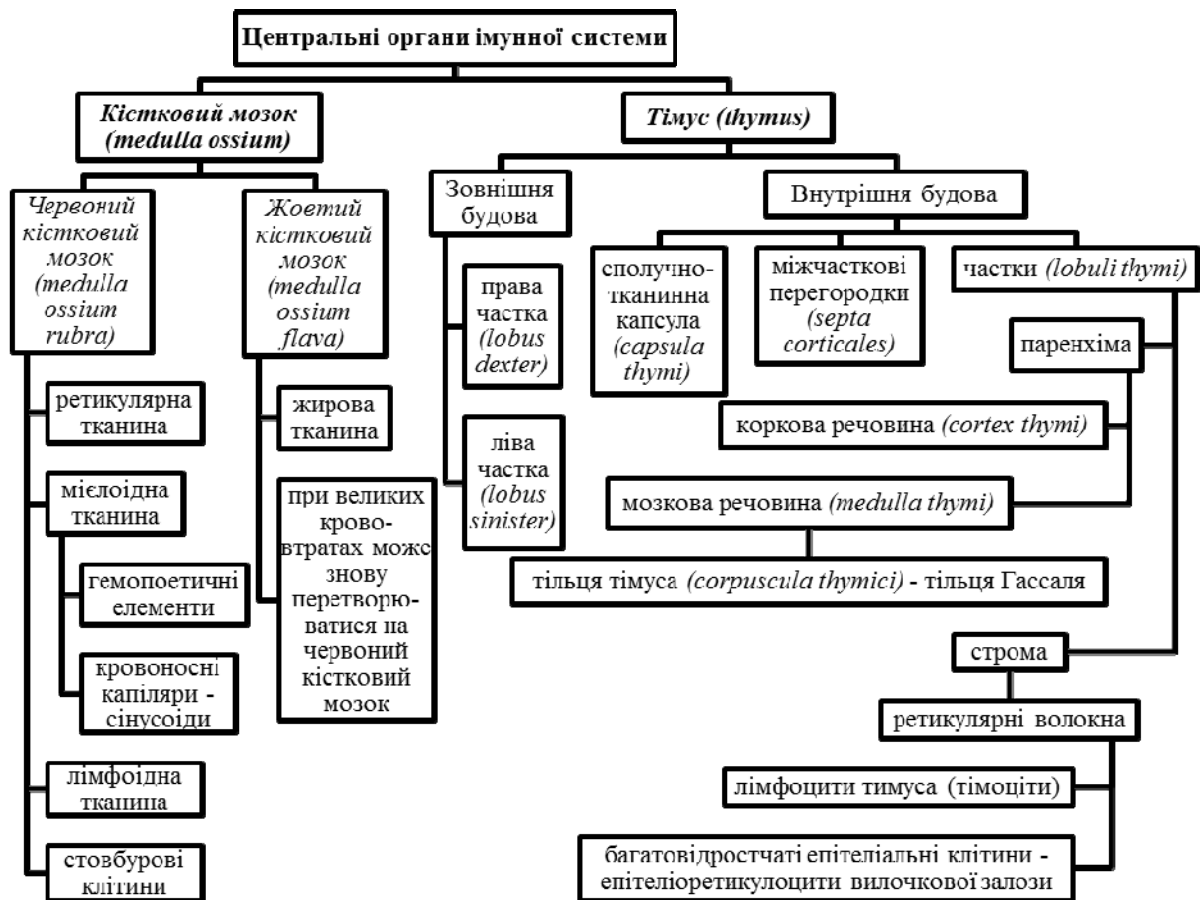 Центральні органи імунної системи
Кістковий мозок
(medulla ossium)
Тімус (thymus)
Червоний
кістковий
мозок
(medulla
ossium
rubra)
Жовтий
кістковий
мозок
(medulla
ossium
flava)
ретикулярна
тканина
мієлоїдна
тканина
гемопоетичні
елементи
кровоносні
капіляри -
сінусоїди
лімфоїдна
тканина
стовбурові
клітини
жирова
тканина
при великих
крово-
втратах може
знову
перетворю-
ватися на
червоний
кістковий
мозок
Зовнішня
будова
права
частка
(lobus
dexter)
ліва
частка
(lobus
sinister)
Внутрішня будова
сполучно-
тканинна
капсула
(capsula
thymi)
міжчасткові
перегородки
(septa
corticales)
частки (lobuli thymi)
паренхіма
коркова речовина (cortex thymi)
мозкова речовина (medulla thymi)
тільця тімуса (corpuscula thymici) - тільця Гассаля
строма
ретикулярні волокна
лімфоцити тимуса (тімоціти)
багатовідростчаті епітеліальні клітини -
епітеліоретикулоцити вилочкової залози